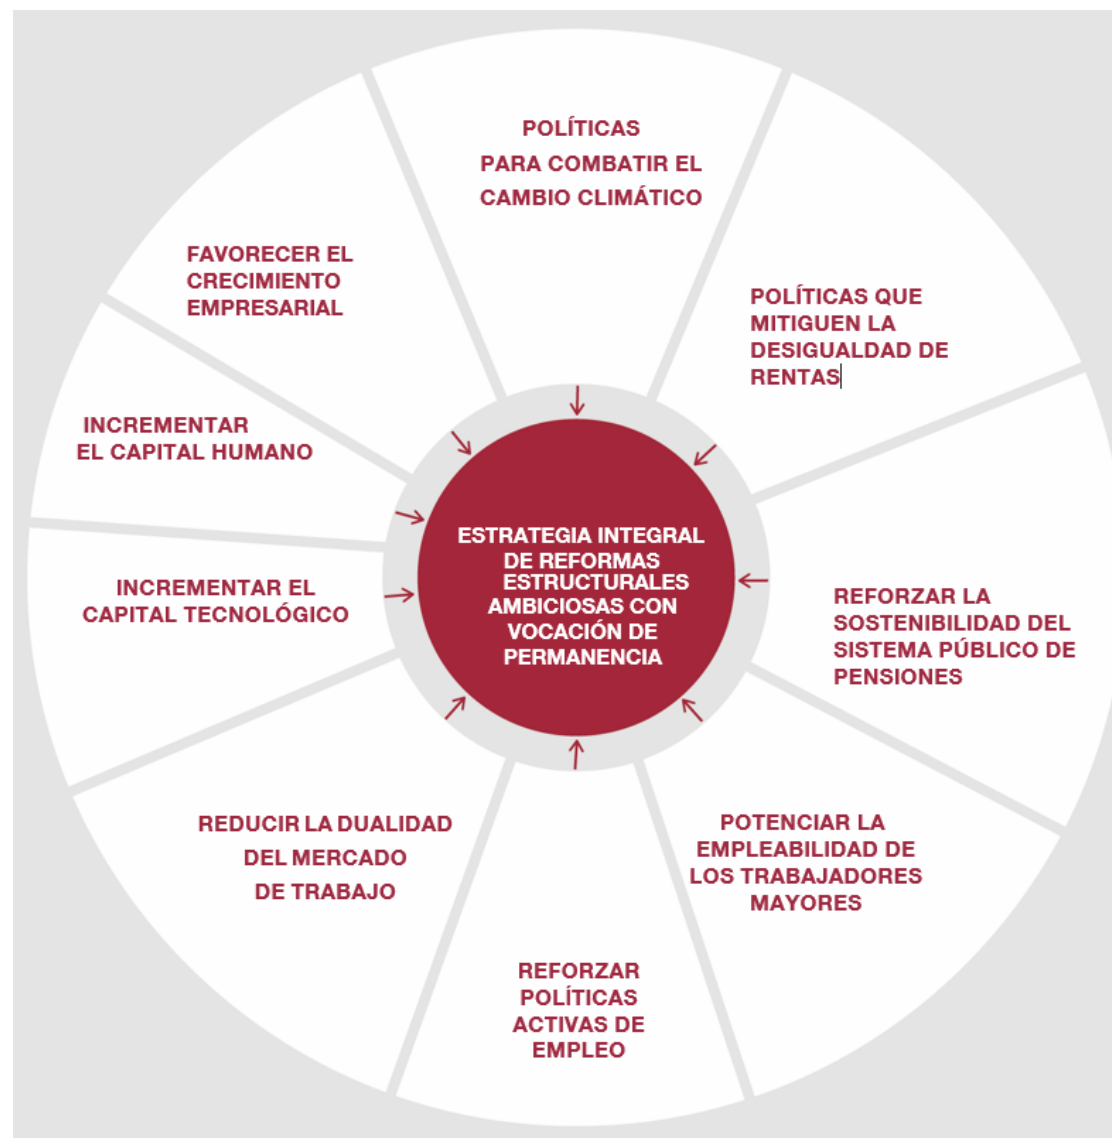 POLÍTICAS
PARA COMBATIR EL
CAMBIO CLIMÁTICO
POLÍTICAS QUE
MITIGUEN LA
DESIGUALDAD DE
RENTAS
REFORZAR LA
SOSTENIBILIDAD DEL
SISTEMA PÚBLICO DE
PENSIONES
POTENCIAR LA
EMPLEABILIDAD DE
LOS TRABAJADORES
MAYORES
REFORZAR
POLÍTICAS
ACTIVAS DE
EMPLEO
REDUCIR LA DUALIDAD
DEL MERCADO
DE TRABAJO
INCREMENTAR EL
CAPITAL TECNOLÓGICO
INCREMENTAR
EL CAPITAL HUMANO
FAVORECER EL
CRECIMIENTO
EMPRESARIAL
ESTRATEGIA INTEGRAL
DE REFORMAS
ESTRUCTURALES
AMBICIOSAS CON
VOCACIÓN DE
PERMANENCIA